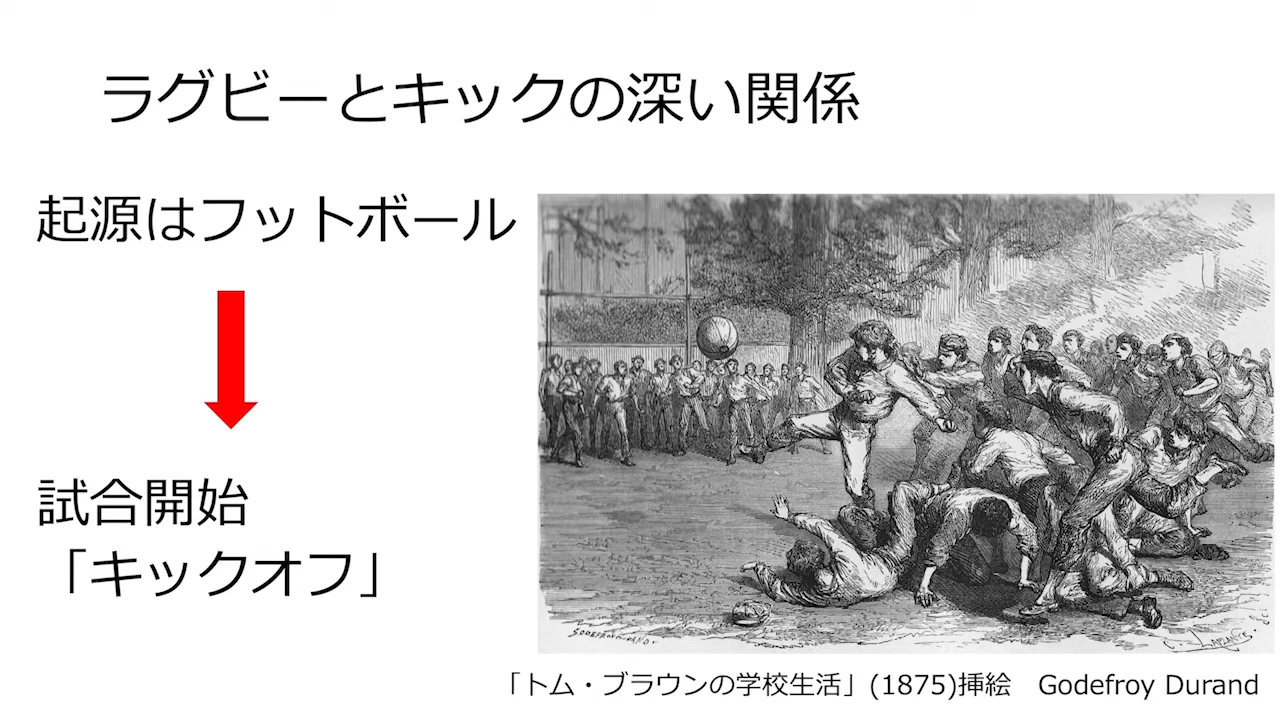 ラグビーとキックの深い関係
起源はフットボール
試合開始
「キックオフ」
GODEFROY DURAND.
「トム・ブラウンの学校生活」(1875)挿絵　Godefroy Durand